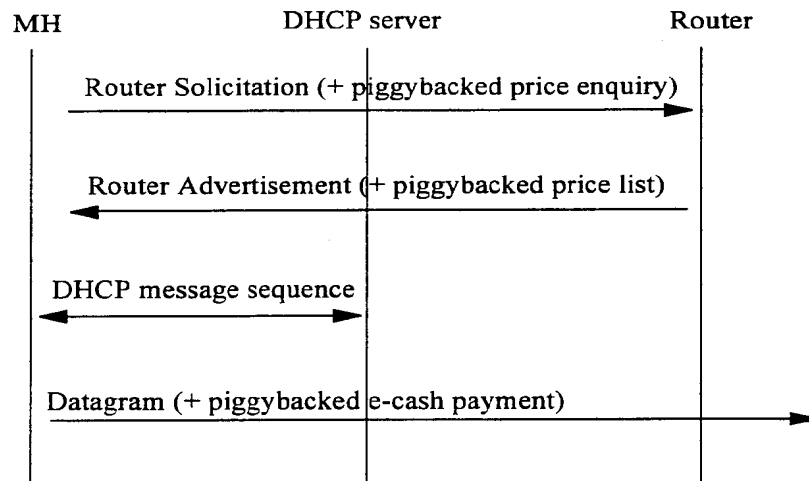 MH DHCP server Router
Router Solicitation (+ piggybacked price enquiry)
Router Advertisement (+ piggybacked price list)
DHCP message sequence
Datagram (+ piggybacked e-cash payment)